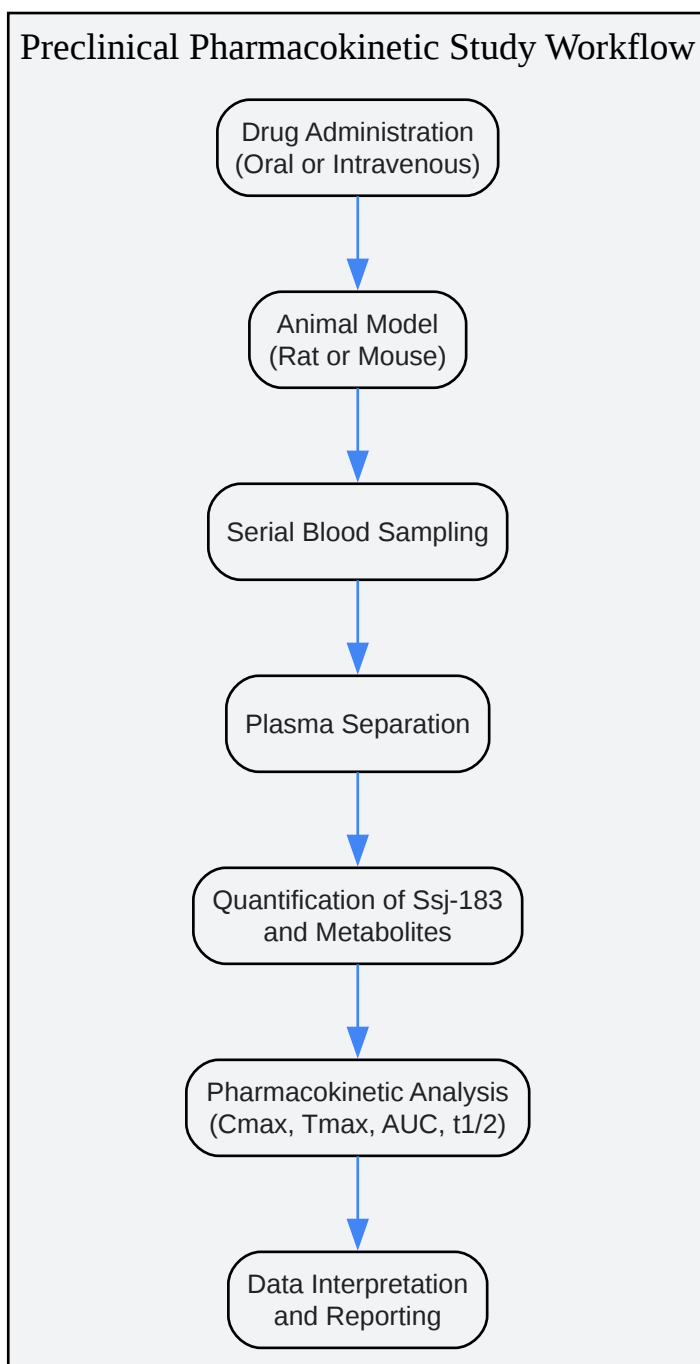 Preclinical Pharmacokinetic Study Workflow
Drug Administration
(Oral or Intravenous)
Animal Model
(Rat or Mouse)
Serial Blood Sampling
Plasma Separation
Quantification of Ssj-183
and Metabolites
Pharmacokinetic Analysis
(Cmax, Tmax, AUC, t1/2)
Data Interpretation
and Reporting